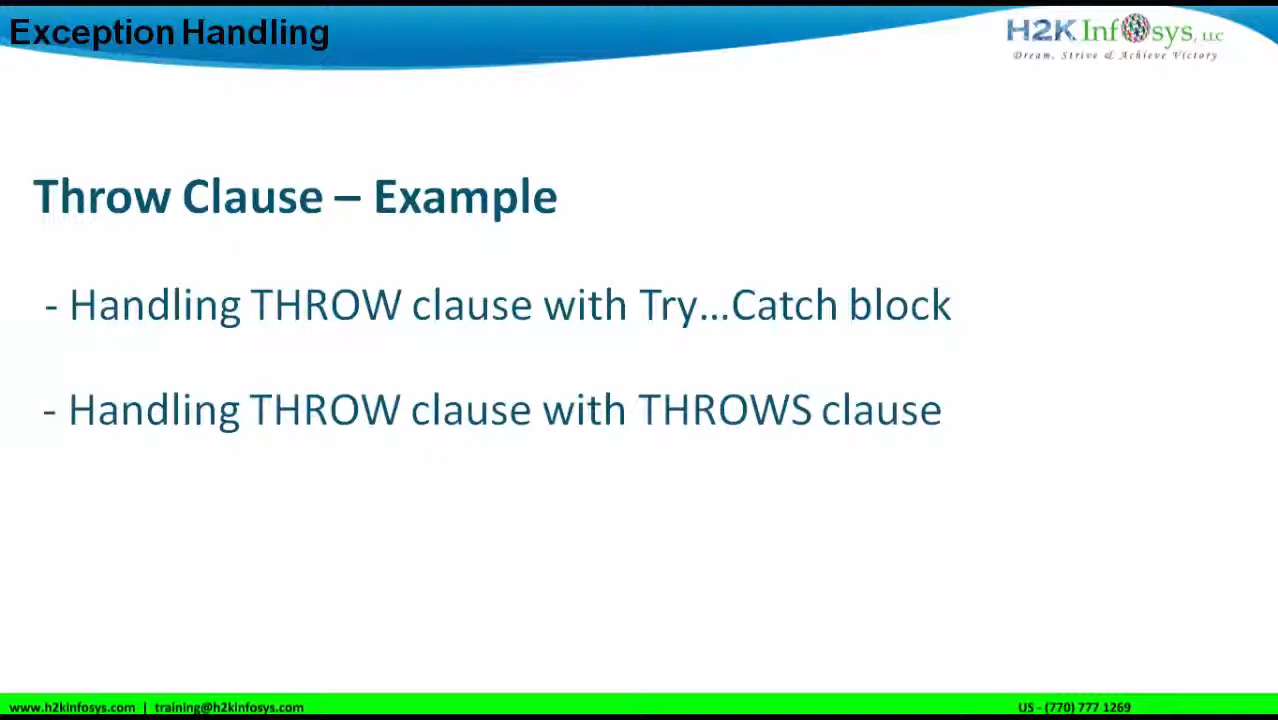 Exception Handling
H2K Infosys, LLC
Dream, Strive & Achieve Victory
Throw Clause – Example
- Handling THROW clause with Try...Catch block
- Handling THROW clause with THROWS clause
www.h2kinfosys.com | training@h2kinfosys.com
US - (770) 777 1269